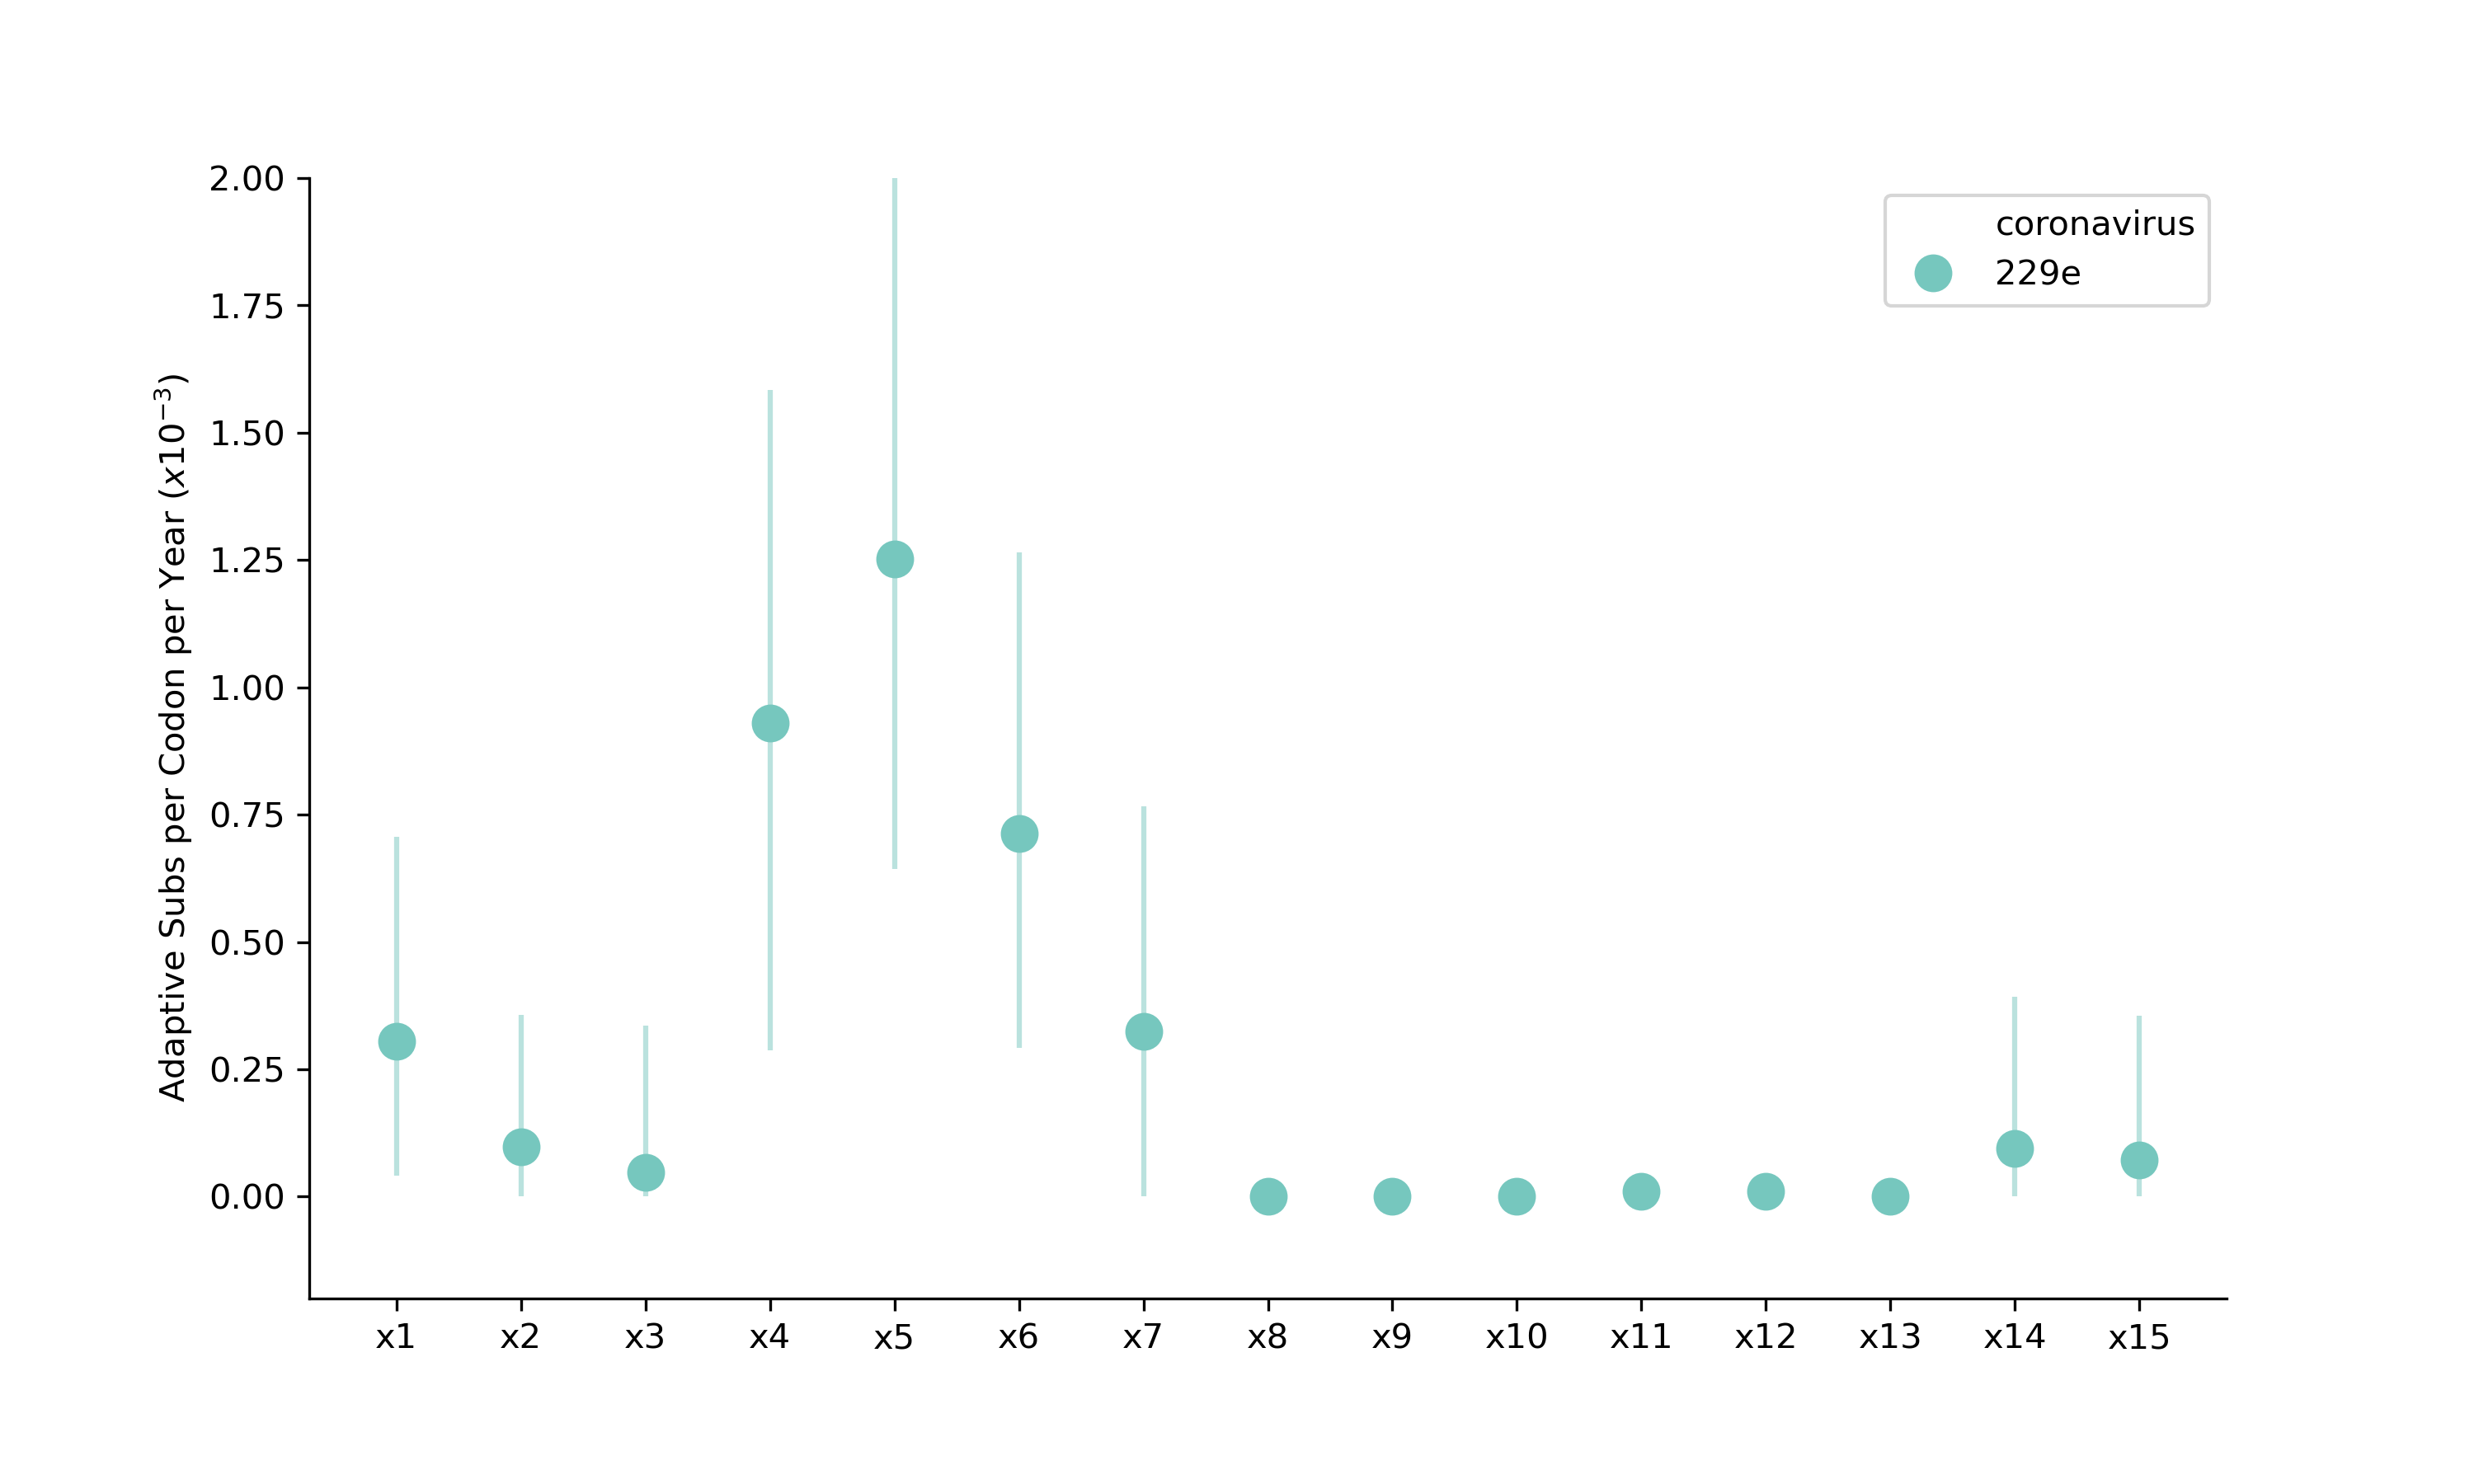 Adaptive Subs per Codon per Year (x10⁻³)
2.00
1.75
1.50
1.25
1.00
0.75
0.50
0.25
0.00
coronavirus
229e
x1 x2 x3 x4 x5 x6 x7 x8 x9 x10 x11 x12 x13 x14 x15